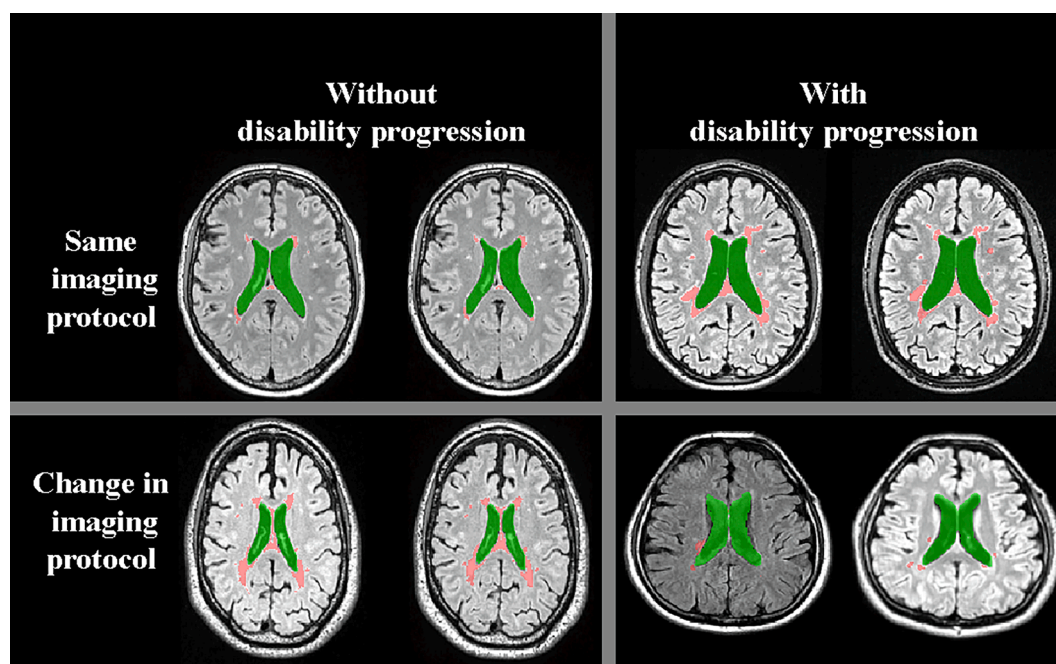 Without
disability progression
With
disability progression
Same
imaging
protocol
Change in
imaging
protocol